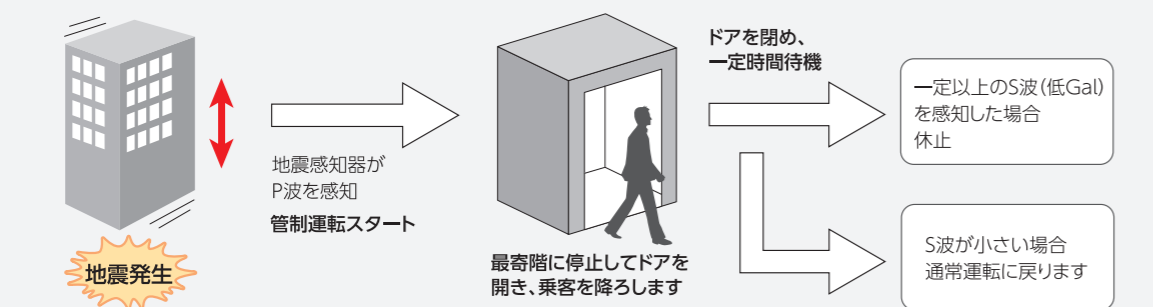 地震発生
地震感知器が
P波を感知
管制運転スタート
最寄階に停止してドアを
開き、乗客を降ろします
ドアを閉め、
一定時間待機
一定以上のS波(低Gal)
を感知した場合
休止
S波が小さい場合
通常運転に戻ります